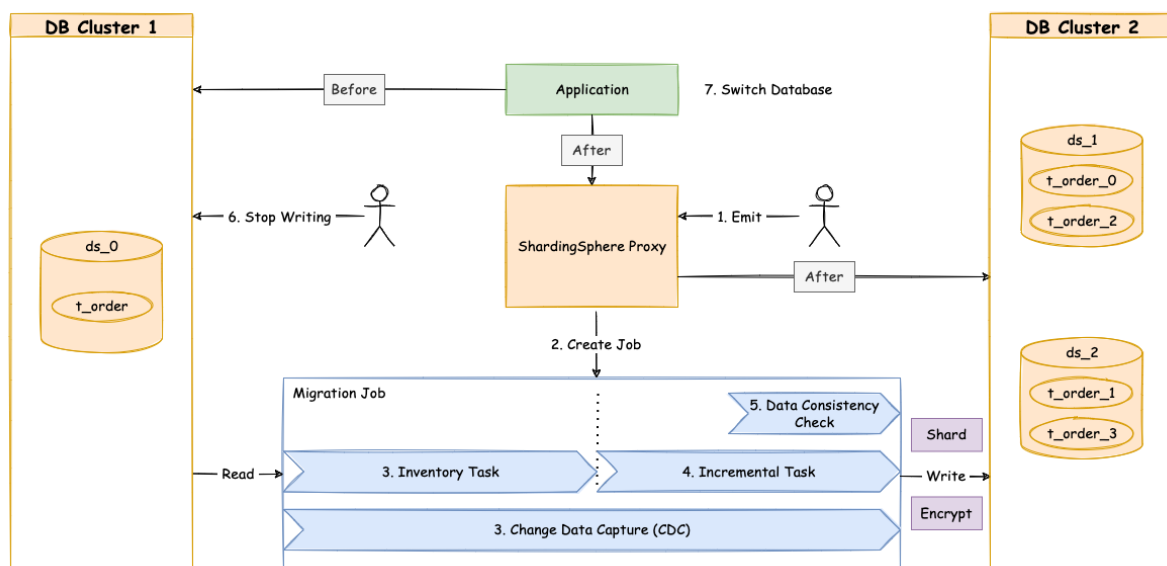 DB Cluster 1
DB Cluster 2
Before
Application
7. Switch Database
After
ds_1
t_order_0
t_order_2
6. Stop Writing
1. Emit
ds_0
t_order
ShardingSphere Proxy
After
2. Create Job
ds_2
t_order_1
t_order_3
Migration Job
5. Data Consistency
Check
Shard
Read
3. Inventory Task
4. Incremental Task
Write
Encrypt
3. Change Data Capture (CDC)